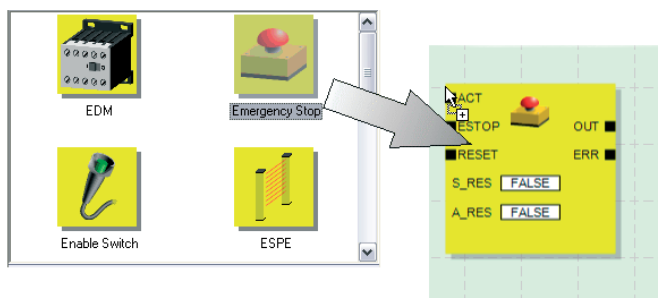 EDM
Emergency Stop
Enable Switch
ESPE
ACT
ESTOP OUT
RESET ERR
S_RES FALSE
A_RES FALSE